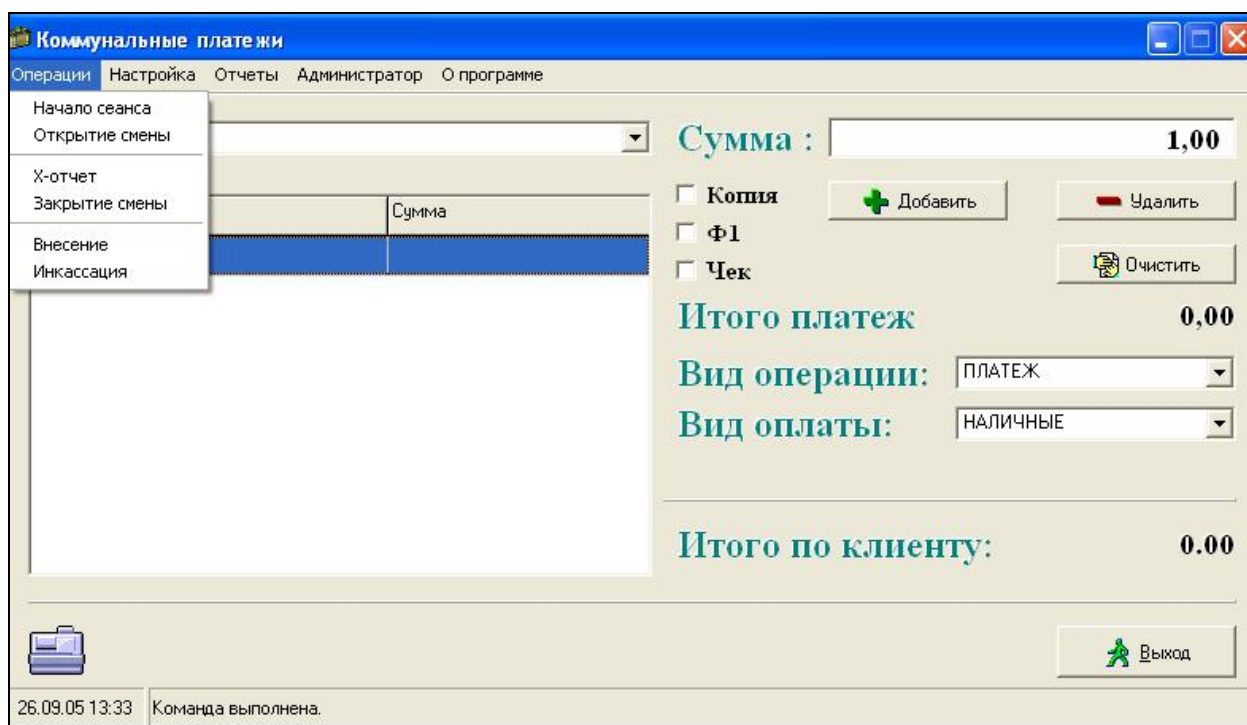 Коммунальные платежи
Операции Настройка Отчеты Администратор О программе
Начало сеанса
Открытие смены
X-отчет
Закрытие смены
Внесение
Инкассация
Сумма
Сумма : 1,00
Копия
Ф1
Чек
Добавить
Удалить
Очистить
Итого платеж 0,00
Вид операции: ПЛАТЕЖ
Вид оплаты: НАЛИЧНЫЕ
Итого по клиенту: 0.00
Выход
26.09.05 13:33 Команда выполнена.